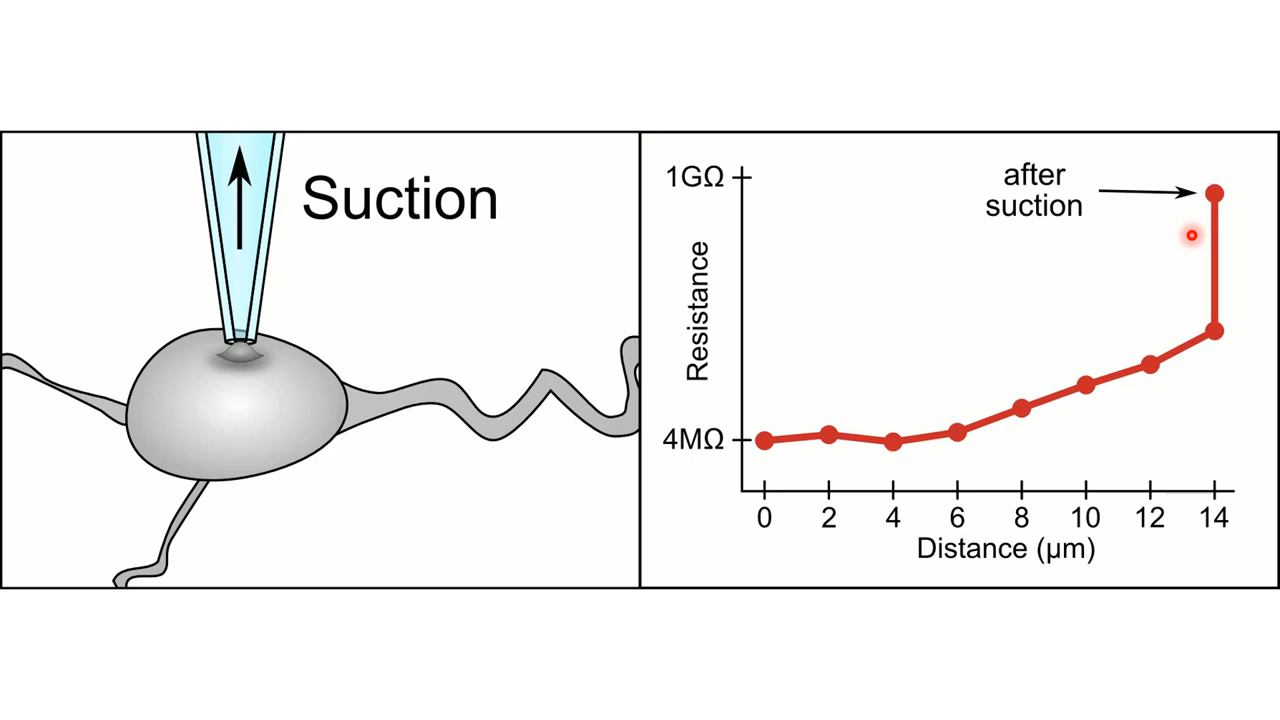 Suction
1GΩ
after
suction
Resistance
4MΩ
0 2 4 6 8 10 12 14
Distance (µm)